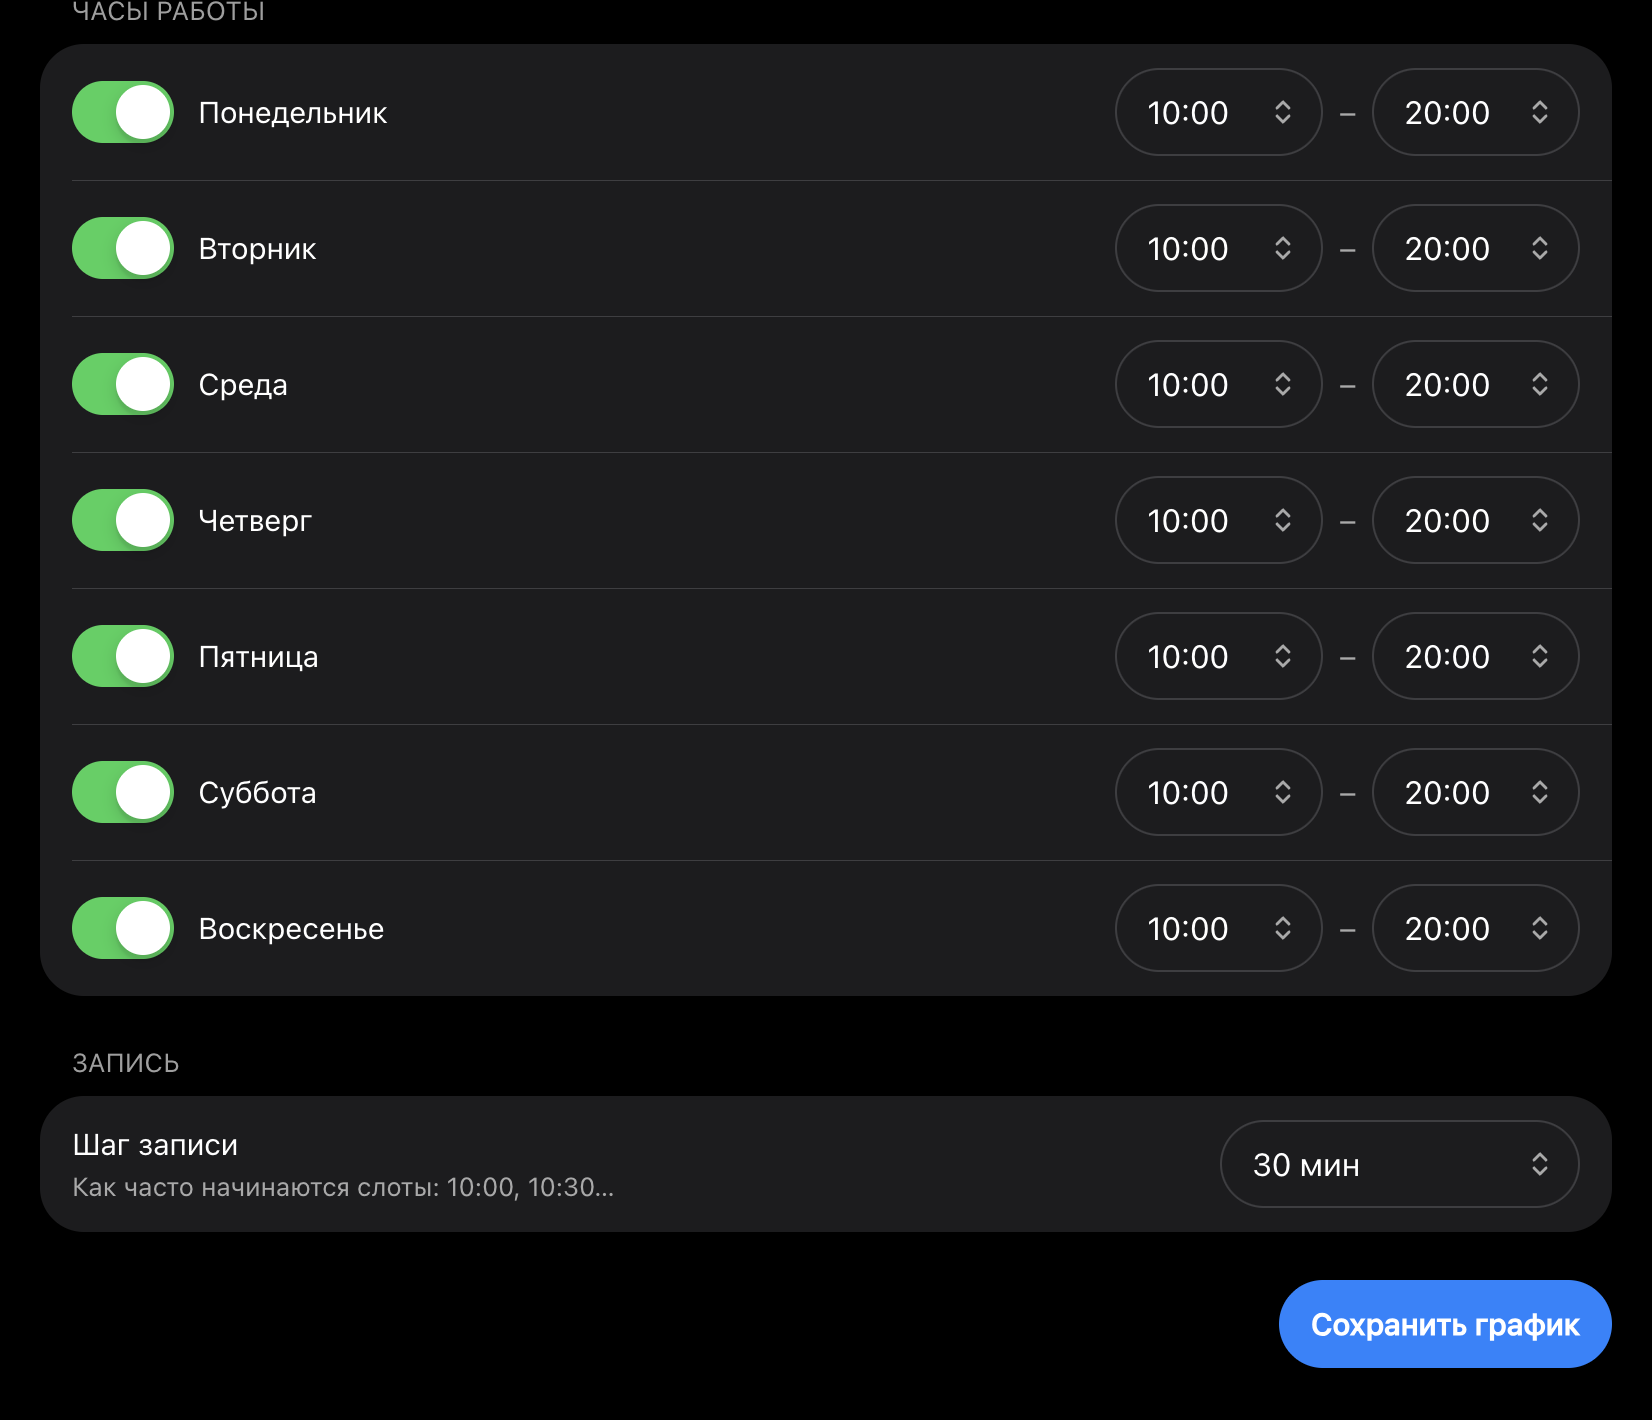 ЧАСЫ РАБОТЫ
Понедельник 10:00 – 20:00
Вторник 10:00 – 20:00
Среда 10:00 – 20:00
Четверг 10:00 – 20:00
Пятница 10:00 – 20:00
Суббота 10:00 – 20:00
Воскресенье 10:00 – 20:00
ЗАПИСЬ
Шаг записи
Как часто начинаются слоты: 10:00, 10:30...
30 мин
Сохранить график